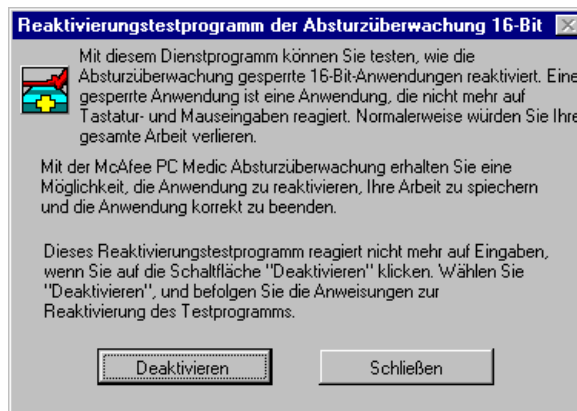 Reaktivierungstestprogramm der Absturzüberwachung 16-Bit
Mit diesem Dienstprogramm können Sie testen, wie die
Absturzüberwachung gesperrte 16-Bit-Anwendungen reaktiviert. Eine
gesperrte Anwendung ist eine Anwendung, die nicht mehr auf
Tastatur- und Mauseingaben reagiert. Normalerweise würden Sie Ihre
gesamte Arbeit verlieren.
Mit der McAfee PC Medic Absturzüberwachung erhalten Sie eine
Möglichkeit, die Anwendung zu reaktivieren, Ihre Arbeit zu spiechern
und die Anwendung korrekt zu beenden.
Dieses Reaktivierungstestprogramm reagiert nicht mehr auf Eingaben,
wenn Sie auf die Schaltfläche "Deaktivieren" klicken. Wählen Sie
"Deaktivieren", und befolgen Sie die Anweisungen zur
Reaktivierung des Testprogramms.
Deaktivieren
Schließen